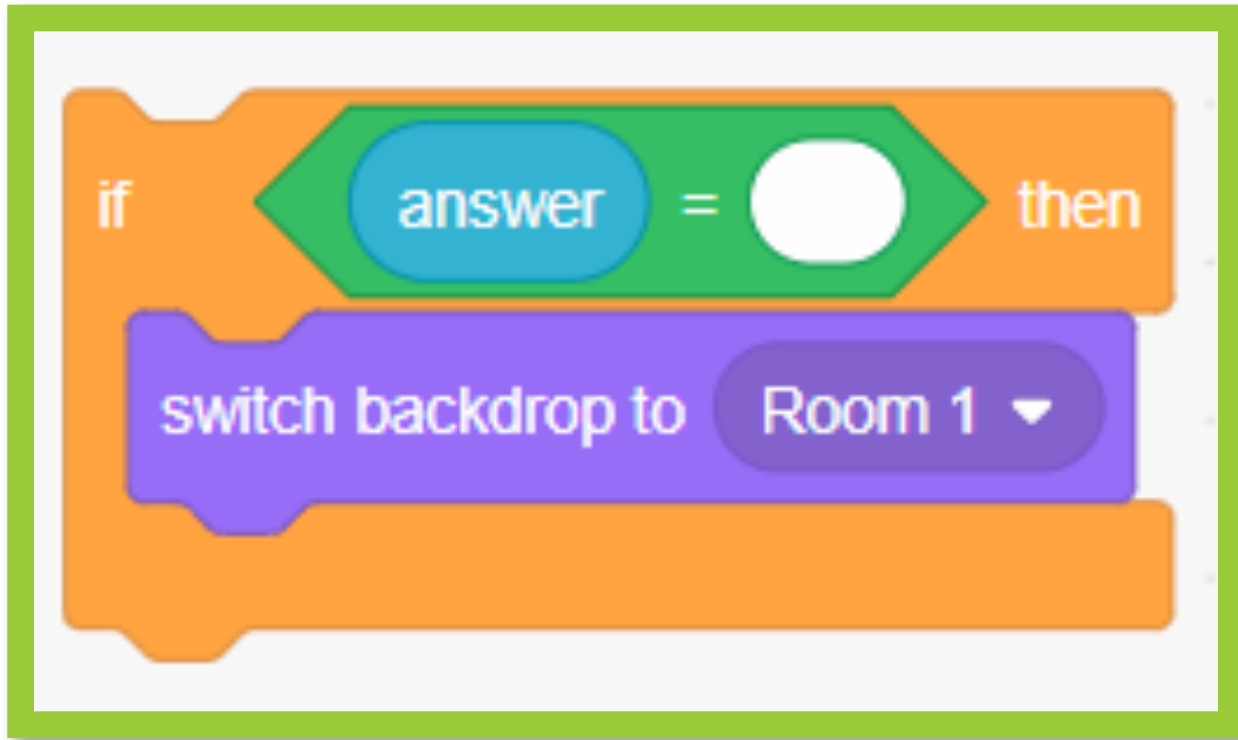 if answer = then
switch backdrop to Room 1